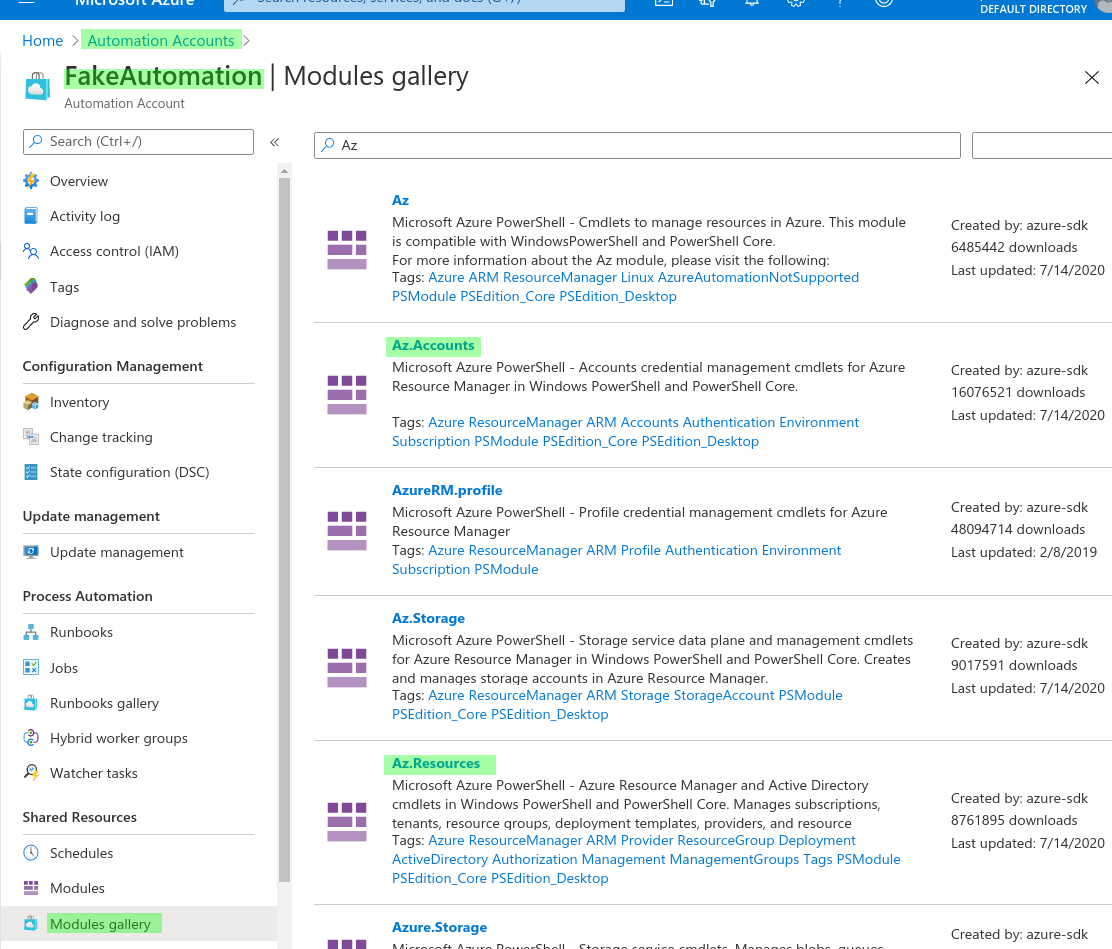 Microsoft Azure
Search resources, services, and docs (G+/)
DEFAULT DIRECTORY
Home > Automation Accounts >
FakeAutomation | Modules gallery
Automation Account
Search (Ctrl+/)
«
Overview
Activity log
Access control (IAM)
Tags
Diagnose and solve problems
Configuration Management
Inventory
Change tracking
State configuration (DSC)
Update management
Update management
Process Automation
Runbooks
Jobs
Runbooks gallery
Hybrid worker groups
Watcher tasks
Shared Resources
Schedules
Modules
Modules gallery
Az
Az
Microsoft Azure PowerShell - Cmdlets to manage resources in Azure. This module
is compatible with WindowsPowerShell and PowerShell Core.
For more information about the Az module, please visit the following:
Tags: Azure ARM ResourceManager Linux AzureAutomationNotSupported
PSModule PSEdition_Core PSEdition_Desktop
Created by: azure-sdk
6485442 downloads
Last updated: 7/14/2020
Az.Accounts
Microsoft Azure PowerShell - Accounts credential management cmdlets for Azure
Resource Manager in Windows PowerShell and PowerShell Core.
Tags: Azure ResourceManager ARM Accounts Authentication Environment
Subscription PSModule PSEdition_Core PSEdition_Desktop
Created by: azure-sdk
16076521 downloads
Last updated: 7/14/2020
AzureRM.profile
Microsoft Azure PowerShell - Profile credential management cmdlets for Azure
Resource Manager
Tags: Azure ResourceManager ARM Profile Authentication Environment
Subscription PSModule
Created by: azure-sdk
48094714 downloads
Last updated: 2/8/2019
Az.Storage
Microsoft Azure PowerShell - Storage service data plane and management cmdlets
for Azure Resource Manager in Windows PowerShell and PowerShell Core. Creates
and manages storage accounts in Azure Resource Manager.
Tags: Azure ResourceManager ARM Storage StorageAccount PSModule
PSEdition_Core PSEdition_Desktop
Created by: azure-sdk
9017591 downloads
Last updated: 7/14/2020
Az.Resources
Microsoft Azure PowerShell - Azure Resource Manager and Active Directory
cmdlets in Windows PowerShell and PowerShell Core. Manages subscriptions,
tenants, resource groups, deployment templates, providers, and resource
Tags: Azure ResourceManager ARM Provider ResourceGroup Deployment
ActiveDirectory Authorization Management ManagementGroups Tags PSModule
PSEdition_Core PSEdition_Desktop
Created by: azure-sdk
8761895 downloads
Last updated: 7/14/2020
Azure.Storage
Microsoft Azure PowerShell - Storage service cmdlets. Manages blobs, queues,
Created by: azure-sdk